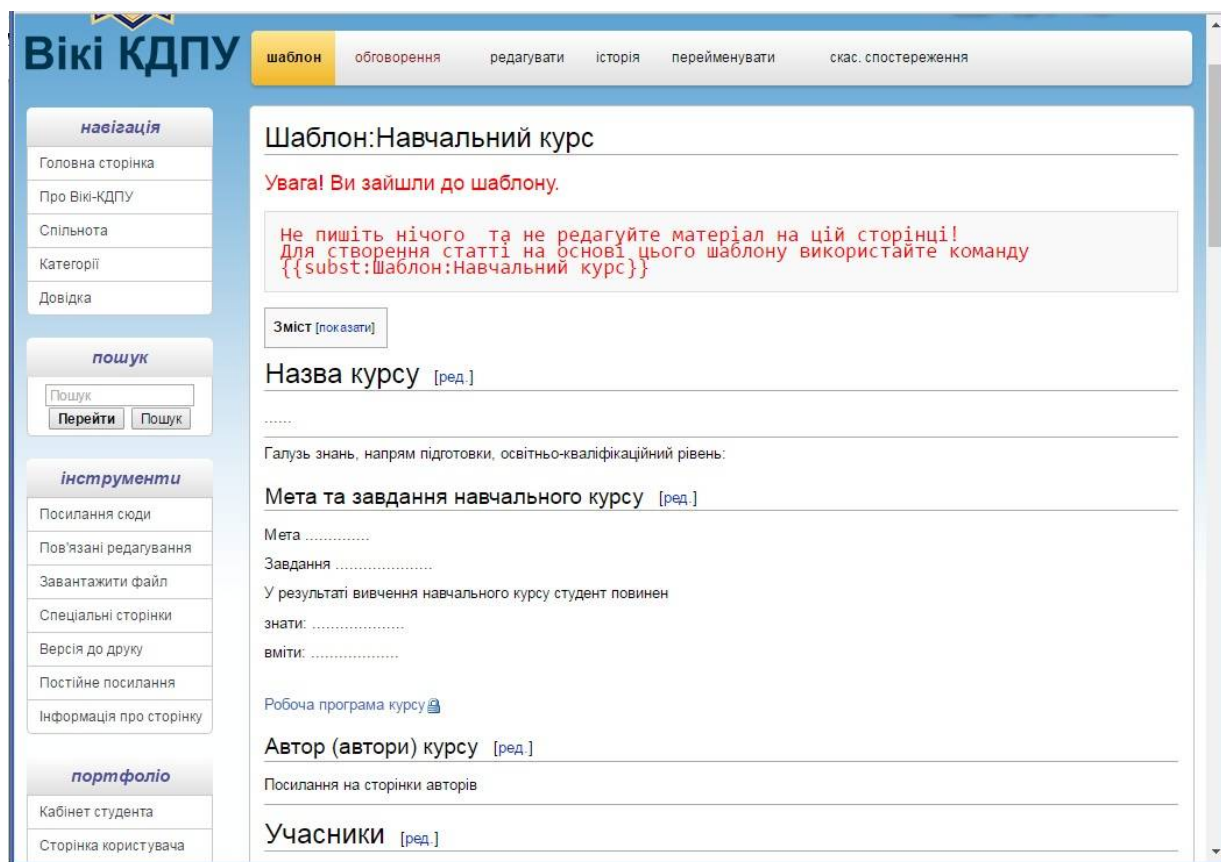 Вікі КДПУ
шаблон обговорення редагувати історія перейменувати скас. спостереження
навігація
Головна сторінка
Про Вікі-КДПУ
Спільнота
Категорії
Довідка
пошук
Пошук
Перейти Пошук
інструменти
Посилання сюди
Пов'язані редагування
Завантажити файл
Спеціальні сторінки
Версія до друку
Постійне посилання
Інформація про сторінку
портфоліо
Кабінет студента
Сторінка користувача
Шаблон:Навчальний курс
Увага! Ви зайшли до шаблону.
Не пишіть нічого та не редагуйте матеріал на цій сторінці!
Для створення статті на основі цього шаблону використайте команду
{{subst:Шаблон:Навчальний курс}}
Зміст [показати]
Назва курсу [ред.]
......
Галузь знань, напрям підготовки, освітньо-кваліфікаційний рівень:
Мета та завдання навчального курсу [ред.]
Мета ..............
Завдання .....................
У результаті вивчення навчального курсу студент повинен
знати: ....................
вміти: ...................
Робоча програма курсу
Автор (автори) курсу [ред.]
Посилання на сторінки авторів
Учасники [ред.]